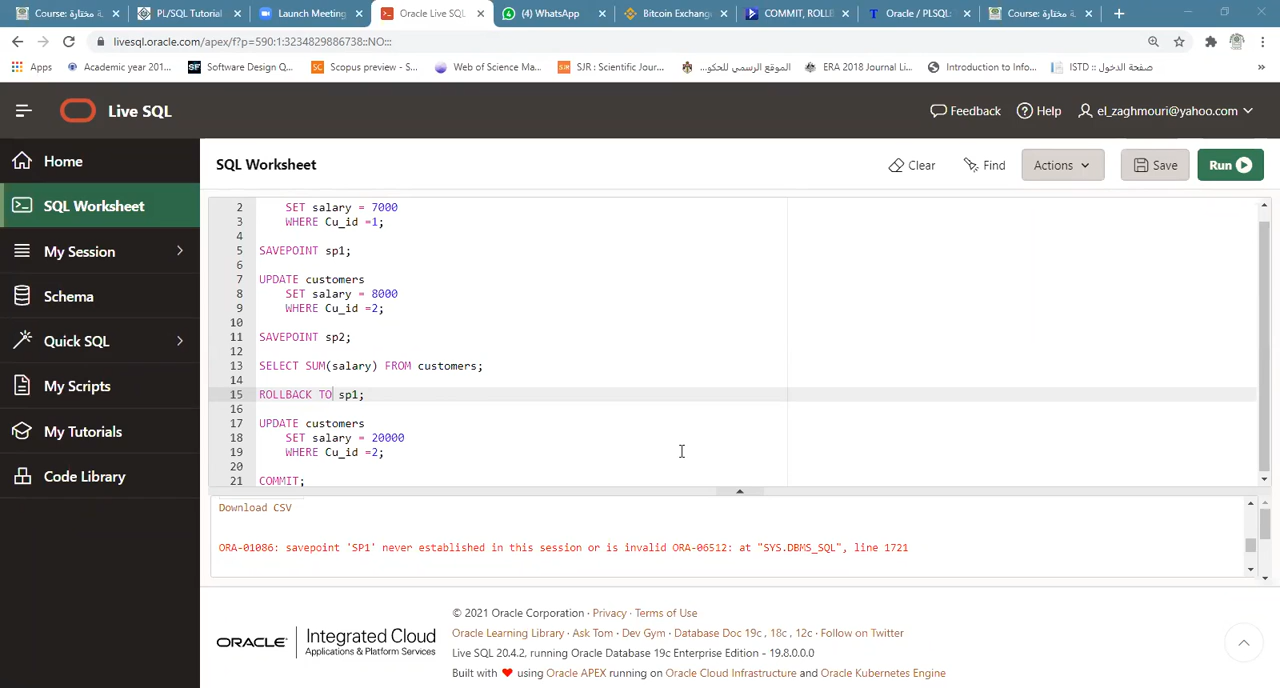 Course: مختارة: ...
PL/SQL Tutorial
Launch Meeting
Oracle Live SQL
(4) WhatsApp
Bitcoin Exchang
COMMIT, ROLLB
Oracle / PLSQL:
Course: مختارة: ...
livesql.oracle.com/apex/f?p=590:1:3234829886738::NO:::
Apps
Academy year 201...
Software Design Q...
Scopus preview - S...
Web of Science Ma...
SJR : Scientific Jour...
الموقع الرسمي للحكو...
ERA 2018 Journal Li...
Introduction to Info...
صفحة الدخول :: ISTD
»
Live SQL
Feedback
Help
el_zaghmouri@yahoo.com
Home
SQL Worksheet
My Session
Schema
Quick SQL
My Scripts
My Tutorials
Code Library
SQL Worksheet
Clear
Find
Actions
Save
Run
2 SET salary = 7000
3 WHERE Cu_id =1;
4
5 SAVEPOINT sp1;
6
7 UPDATE customers
8 SET salary = 8000
9 WHERE Cu_id =2;
10
11 SAVEPOINT sp2;
12
13 SELECT SUM(salary) FROM customers;
14
15 ROLLBACK TO sp1;
16
17 UPDATE customers
18 SET salary = 20000
19 WHERE Cu_id =2;
20
21 COMMIT;
Download CSV
ORA-01086: savepoint 'SP1' never established in this session or is invalid ORA-06512: at "SYS.DBMS_SQL", line 1721
ORACLE
Integrated Cloud
Applications & Platform Services
© 2021 Oracle Corporation · Privacy · Terms of Use
Oracle Learning Library · Ask Tom · Dev Gym · Database Doc 19c , 18c , 12c · Follow on Twitter
Live SQL 20.4.2, running Oracle Database 19c Enterprise Edition - 19.8.0.0.0
Built with ❤ using Oracle APEX running on Oracle Cloud Infrastructure and Oracle Kubernetes Engine